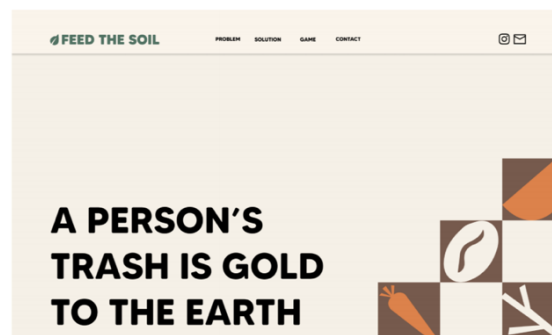 FEED THE SOIL
PROBLEM SOLUTION GAME CONTACT
A PERSON'S
TRASH IS GOLD
TO THE EARTH